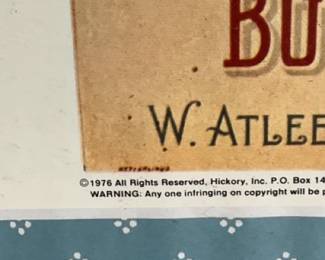 BU
W. ATLEE
©1976 All Rights Reserved, Hickory, Inc. P.O. Box 14
WARNING: Any one infringing on copyright will be p